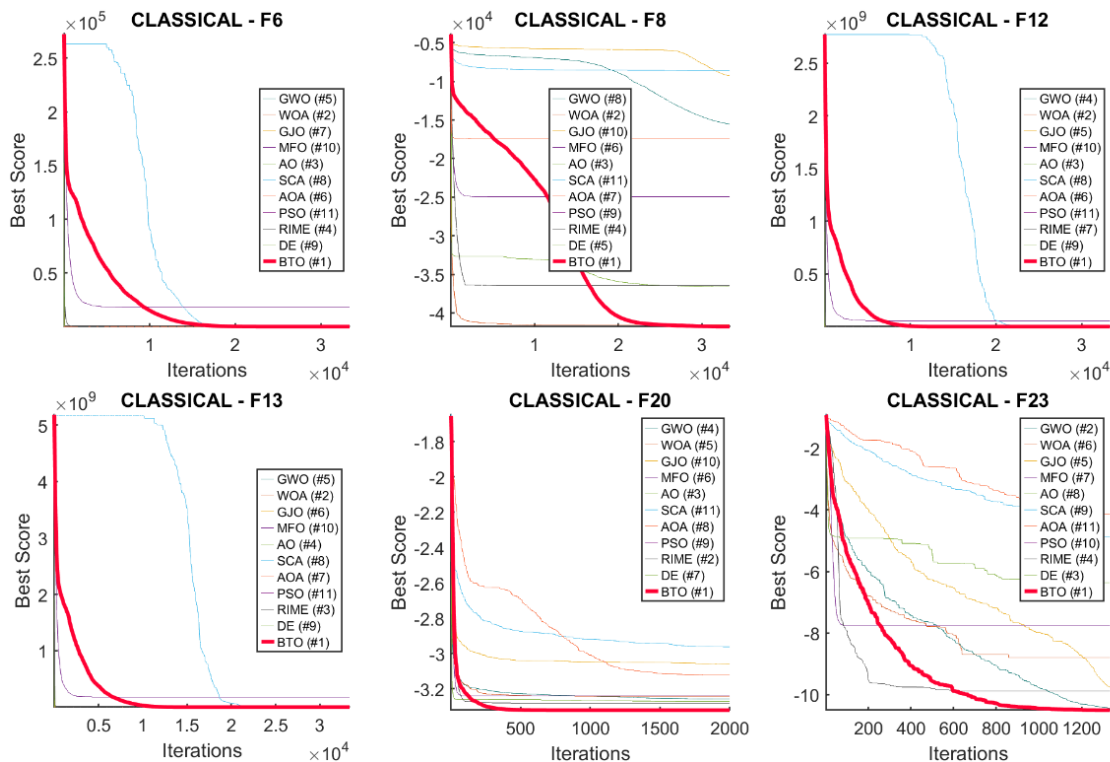 CLASSICAL - F6
×10^5
2.5
2
1.5
1
0.5
Best Score
GWO (#5)
WOA (#2)
GJO (#7)
MFO (#10)
AO (#3)
SCA (#8)
AOA (#6)
PSO (#11)
RIME (#4)
DE (#9)
BTO (#1)
1 2 3
Iterations
×10^4
CLASSICAL - F8
×10^4
-0.5
-1
-1.5
-2
-2.5
-3
-3.5
-4
Best Score
GWO (#8)
WOA (#2)
GJO (#10)
MFO (#6)
AO (#3)
SCA (#11)
AOA (#7)
PSO (#9)
RIME (#4)
DE (#5)
BTO (#1)
1 2 3
Iterations
×10^4
CLASSICAL - F12
×10^9
2.5
2
1.5
1
0.5
Best Score
GWO (#4)
WOA (#2)
GJO (#5)
MFO (#10)
AO (#3)
SCA (#8)
AOA (#6)
PSO (#11)
RIME (#7)
DE (#9)
BTO (#1)
1 2 3
Iterations
×10^4
CLASSICAL - F13
×10^9
5
4
3
2
1
Best Score
GWO (#5)
WOA (#2)
GJO (#6)
MFO (#10)
AO (#4)
SCA (#8)
AOA (#7)
PSO (#11)
RIME (#3)
DE (#9)
BTO (#1)
0.5 1 1.5 2 2.5 3
Iterations
×10^4
CLASSICAL - F20
-1.8
-2
-2.2
-2.4
-2.6
-2.8
-3
-3.2
Best Score
GWO (#4)
WOA (#5)
GJO (#10)
MFO (#6)
AO (#3)
SCA (#11)
AOA (#8)
PSO (#9)
RIME (#2)
DE (#7)
BTO (#1)
500 1000 1500 2000
Iterations
CLASSICAL - F23
-2
-4
-6
-8
-10
Best Score
GWO (#2)
WOA (#6)
GJO (#5)
MFO (#7)
AO (#8)
SCA (#9)
AOA (#11)
PSO (#10)
RIME (#4)
DE (#3)
BTO (#1)
200 400 600 800 1000 1200
Iterations